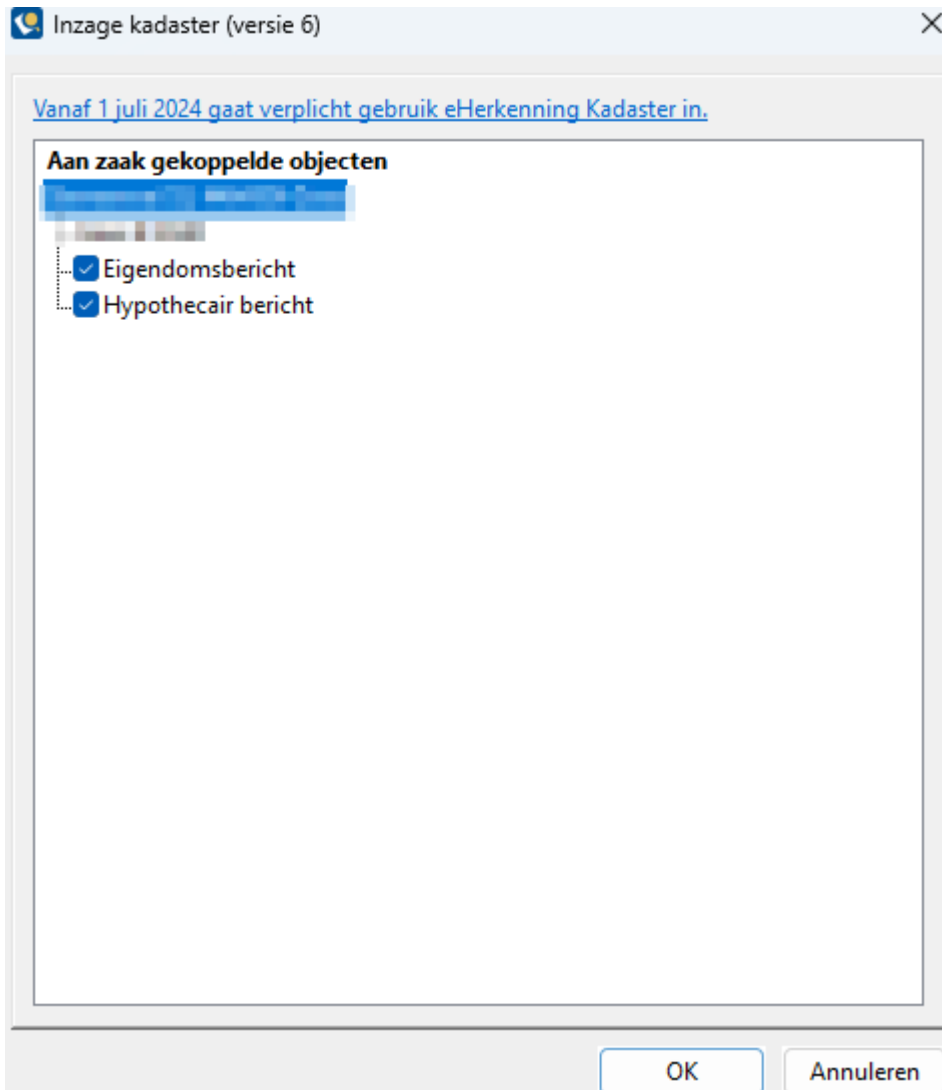 Inzage kadaster (versie 6)
Vanaf 1 juli 2024 gaat verplicht gebruik eHerkenning Kadaster in.
Aan zaak gekoppelde objecten
Eigendomsbericht
Hypothecair bericht
OK
Annuleren